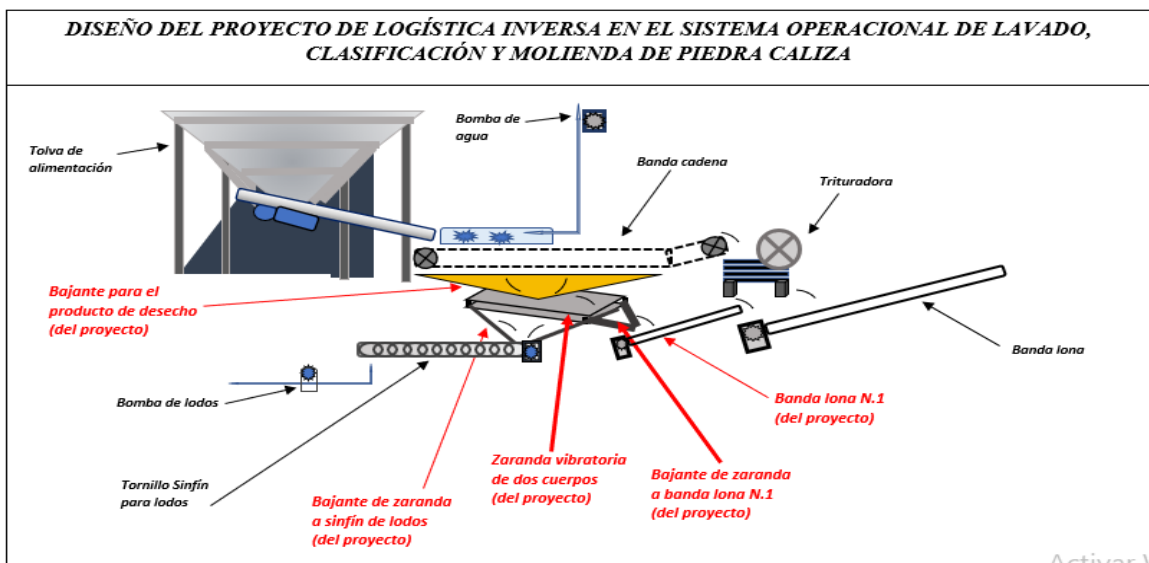 DISEÑO DEL PROYECTO DE LOGÍSTICA INVERSA EN EL SISTEMA OPERACIONAL DE LAVADO,
CLASIFICACIÓN Y MOLIENDA DE PIEDRA CALIZA
Tolva de
alimentación
Bomba de
agua
Banda cadena
Trituradora
Bajante para el
producto de desecho
(del proyecto)
Banda lona
Bomba de lodos
Banda lona N.1
(del proyecto)
Tornillo Sinfín
para lodos
Bajante de zaranda
a sinfín de lodos
(del proyecto)
Zaranda vibratoria
de dos cuerpos
(del proyecto)
Bajante de zaranda
a banda lona N.1
(del proyecto)
Activar